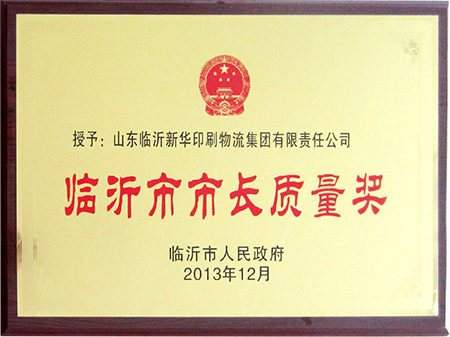 授予：山东临沂新华印刷物流集团有限责任公司
临沂市市长质量奖
临沂市人民政府
2013年12月